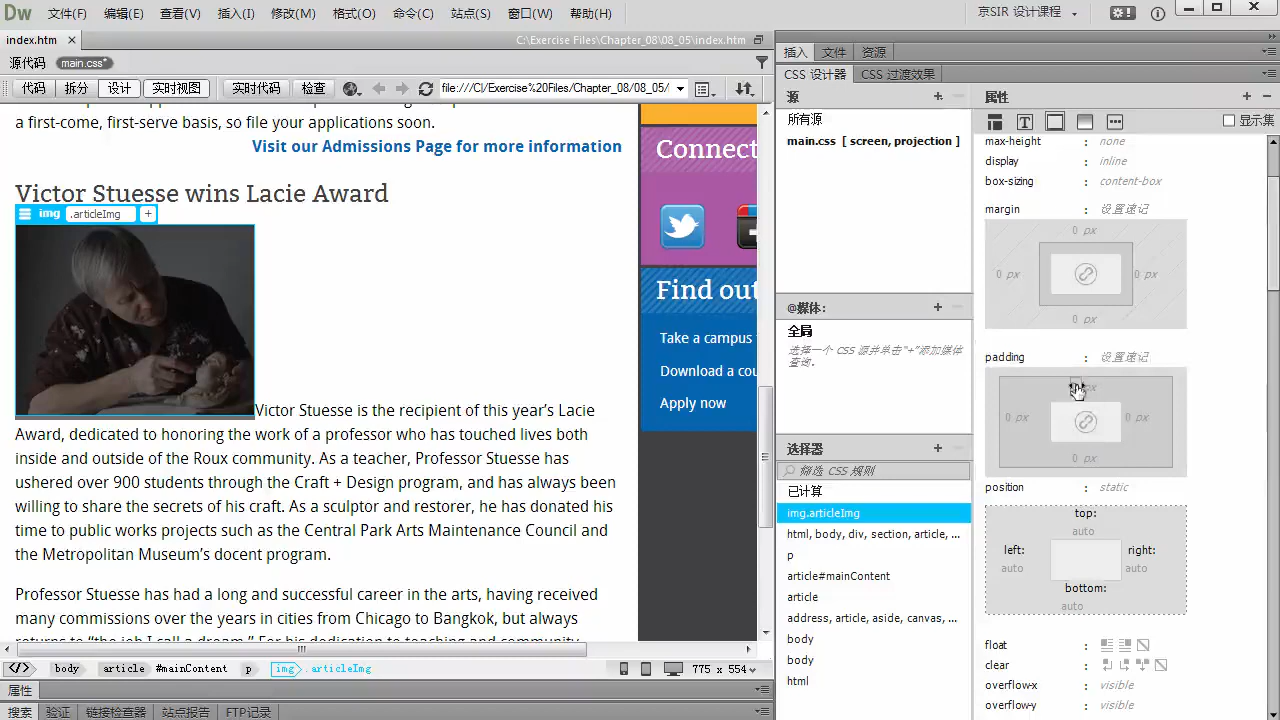 Dw 文件(F) 编辑(E) 查看(V) 插入(I) 修改(M) 格式(O) 命令(C) 站点(S) 窗口(W) 帮助(H) 京SIR 设计课程
index.htm C:\Exercise Files\Chapter_08\08_05\index.htm
源代码 main.css*
代码 拆分 设计 实时视图 实时代码 检查 file:///C|/Exercise%20Files/Chapter_08/08_05/
a first-come, first-serve basis, so file your applications soon.
Visit our Admissions Page for more information
Victor Stuesse wins Lacie Award
img .articleImg +
Victor Stuesse is the recipient of this year’s Lacie
Award, dedicated to honoring the work of a professor who has touched lives both
inside and outside of the Roux community. As a teacher, Professor Stuesse has
ushered over 900 students through the Craft + Design program, and has always been
willing to share the secrets of his craft. As a sculptor and restorer, he has donated his
time to public works projects such as the Central Park Arts Maintenance Council and
the Metropolitan Museum’s docent program.
Professor Stuesse has had a long and successful career in the arts, having received
many commissions over the years in cities from Chicago to Bangkok, but always
returns to “the job I call a dream.” For his dedication to teaching and community
Connect
Find out
Take a campus
Download a cou
Apply now
body article #mainContent p img .articleImg 775 x 554
属性
搜索 验证 链接检查器 站点报告 FTP记录
插入 文件 资源
CSS 设计器 CSS 过渡效果
源
所有源
main.css [ screen, projection ]
@媒体:
全局
选择一个 CSS 源并单击“+”添加媒体
查询。
选择器
筛选 CSS 规则
已计算
img.articleImg
html, body, div, section, article, ...
p
article#mainContent
article
address, article, aside, canvas, ...
body
body
html
属性
显示集
max-height : none
display : inline
box-sizing : content-box
margin : 设置速记
0 px
0 px 0 px
0 px
padding : 设置速记
px
0 px 0 px
0 px
position : static
top:
auto
left: right:
auto auto
bottom:
auto
float :
clear :
overflow-x : visible
overflow-y : visible